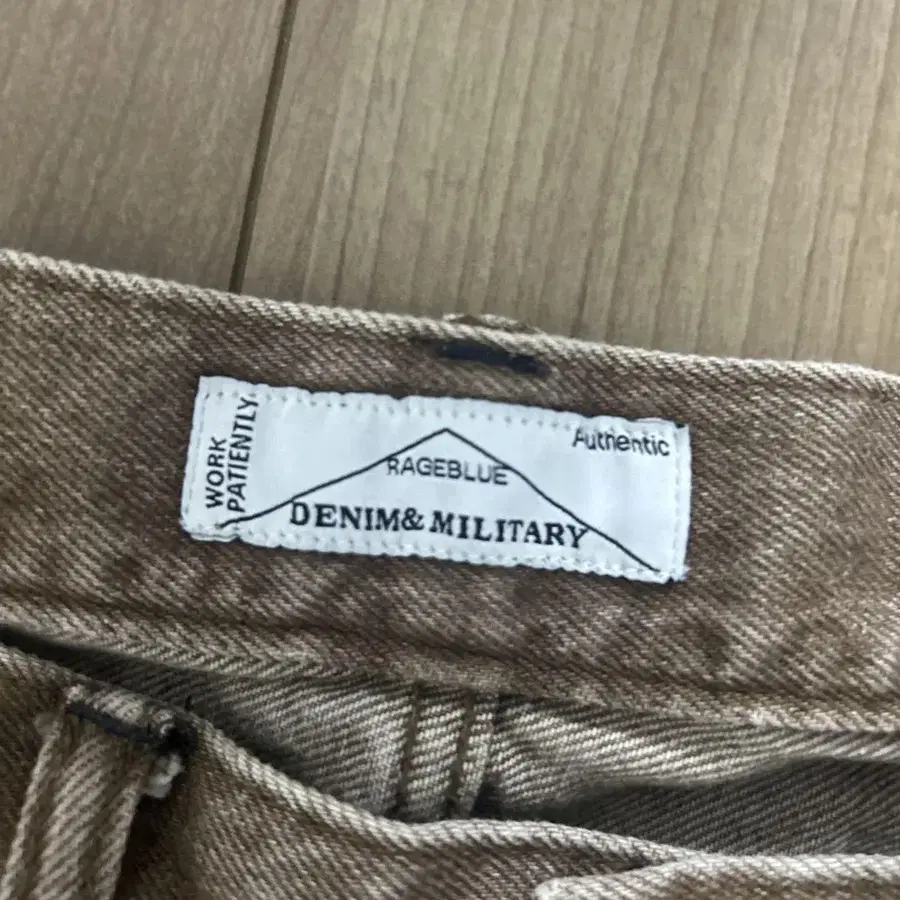 WORK
PATIENTLY
Authentic
RAGEBLUE
DENIM& MILITARY